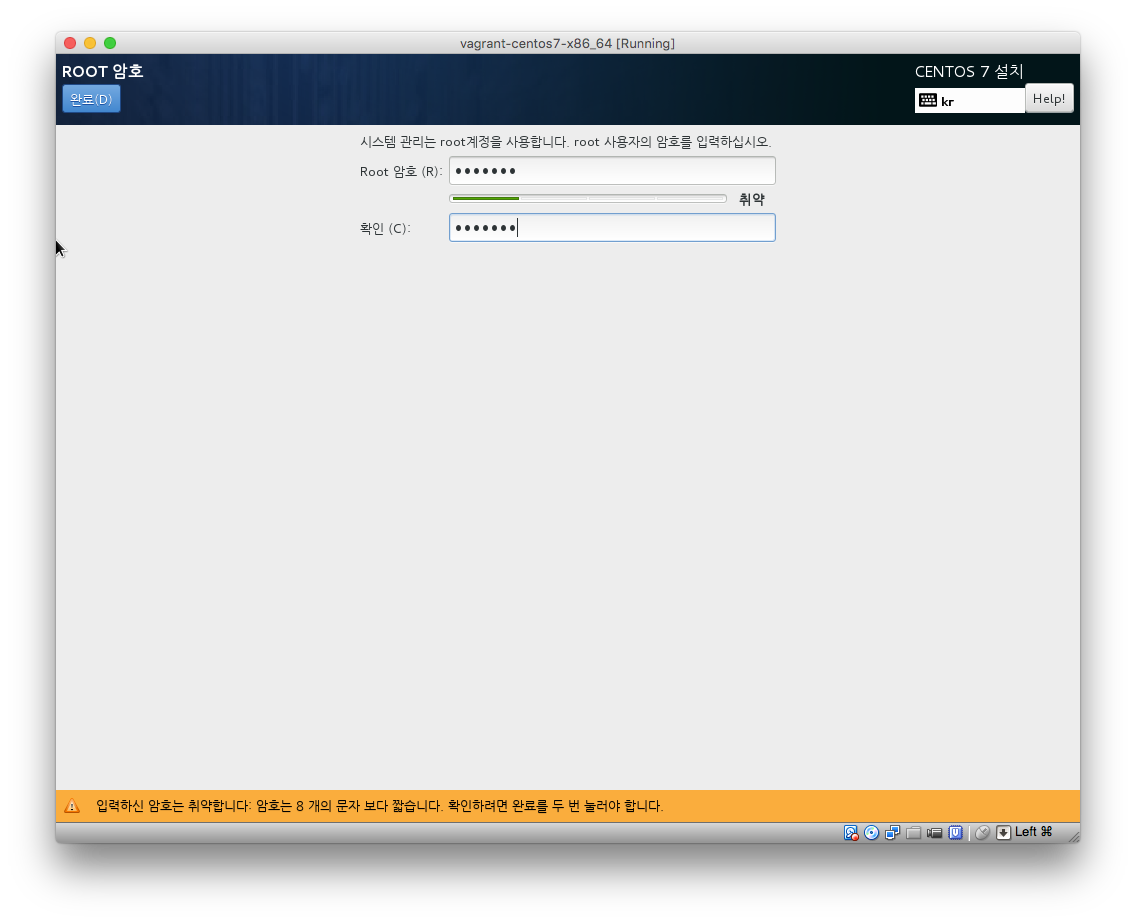 vagrant-centos7-x86_64 [Running]
ROOT 암호
CENTOS 7 설치
완료(D)
kr
Help!
시스템 관리는 root계정을 사용합니다. root 사용자의 암호를 입력하십시오.
Root 암호 (R): •••••••
취약
확인 (C): •••••••
입력하신 암호는 취약합니다: 암호는 8 개의 문자 보다 짧습니다. 확인하려면 완료를 두 번 눌러야 합니다.
Left ⌘